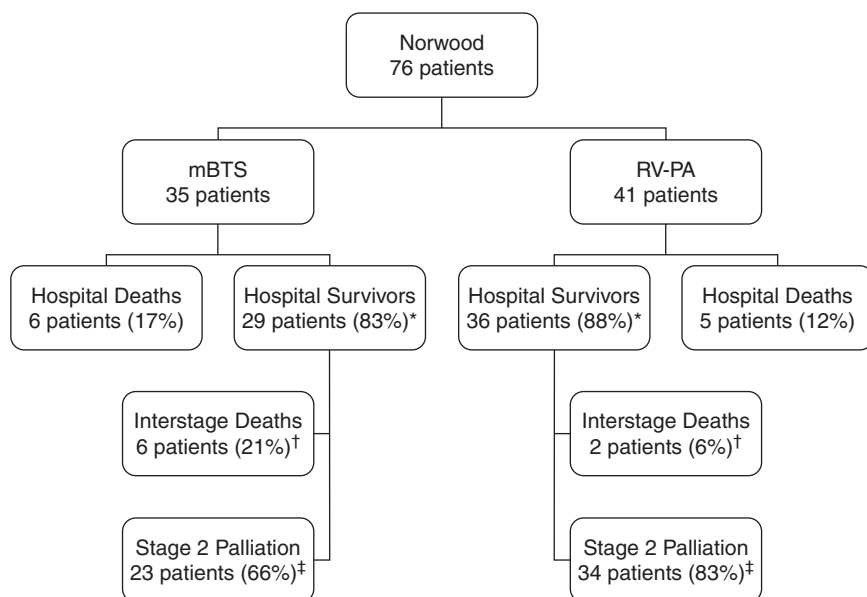 Norwood
76 patients
mBTS
35 patients
RV-PA
41 patients
Hospital Deaths
6 patients (17%)
Hospital Survivors
29 patients (83%)*
Hospital Survivors
36 patients (88%)*
Hospital Deaths
5 patients (12%)
Interstage Deaths
6 patients (21%)†
Interstage Deaths
2 patients (6%)†
Stage 2 Palliation
23 patients (66%)‡
Stage 2 Palliation
34 patients (83%)‡